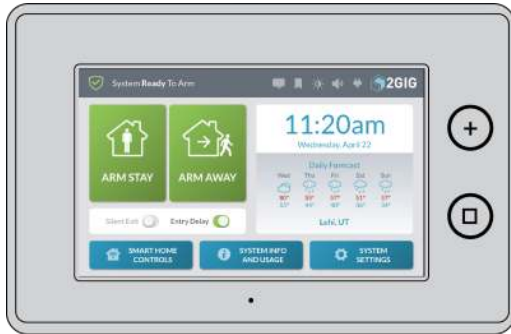 System Ready To Arm
2GIG
ARM STAY
ARM AWAY
11:20am
Wednesday, April 22
Daily Forecast
Wed Thu Fri Sat Sun
Lehi, UT
Silent Exit
Entry Delay
SMART HOME
CONTROLS
SYSTEM INFO
AND USAGE
SYSTEM
SETTINGS